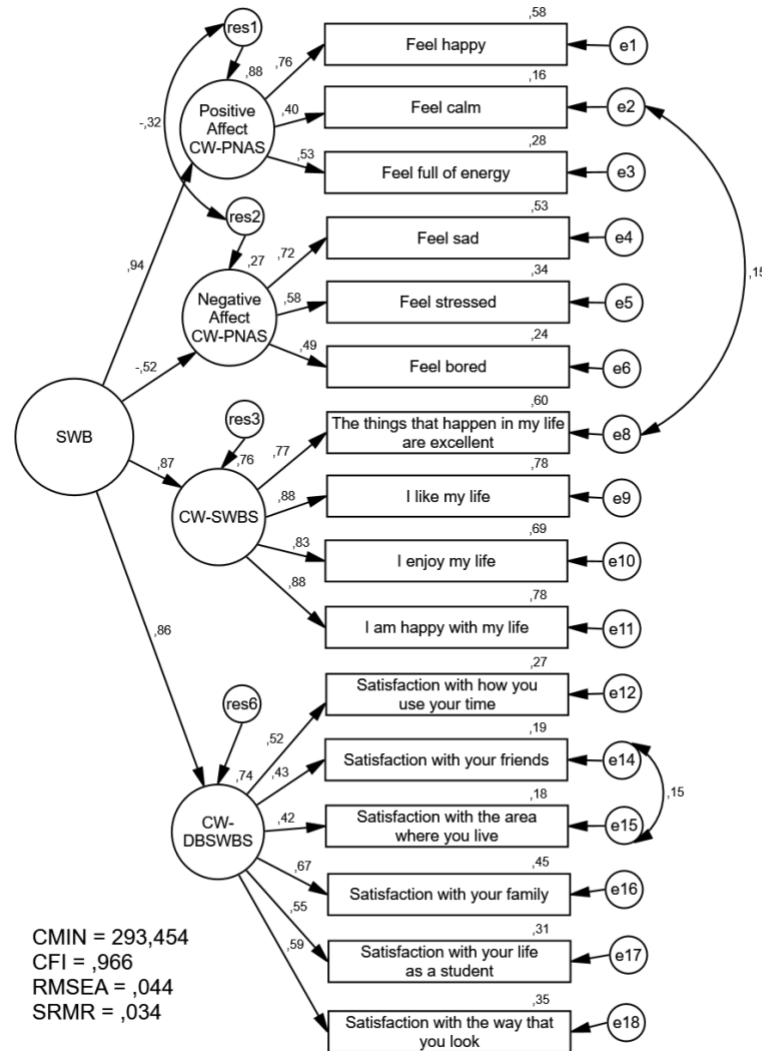 res1
,58
Feel happy
e1
,88
,76
,16
Positive
Affect
CW-PNAS
,40
Feel calm
e2
-,32
,53
,28
Feel full of energy
e3
res2
,53
,94
,27
,72
Feel sad
e4
,34
,15
Negative
Affect
CW-PNAS
,58
Feel stressed
e5
,24
-,52
,49
Feel bored
e6
SWB
res3
,60
,87
,76
,77
The things that happen in my life
are excellent
e8
,78
CW-SWBS
,88
I like my life
e9
,69
,83
I enjoy my life
e10
,88
,78
I am happy with my life
e11
,86
,27
res6
Satisfaction with how you
use your time
e12
,52
,19
,74
,43
Satisfaction with your friends
e14
,15
,18
CW-
DBSWBS
,42
Satisfaction with the area
where you live
e15
,67
,45
Satisfaction with your family
e16
,55
,31
Satisfaction with your life
as a student
e17
,59
,35
Satisfaction with the way that
you look
e18
CMIN = 293,454
CFI = ,966
RMSEA = ,044
SRMR = ,034